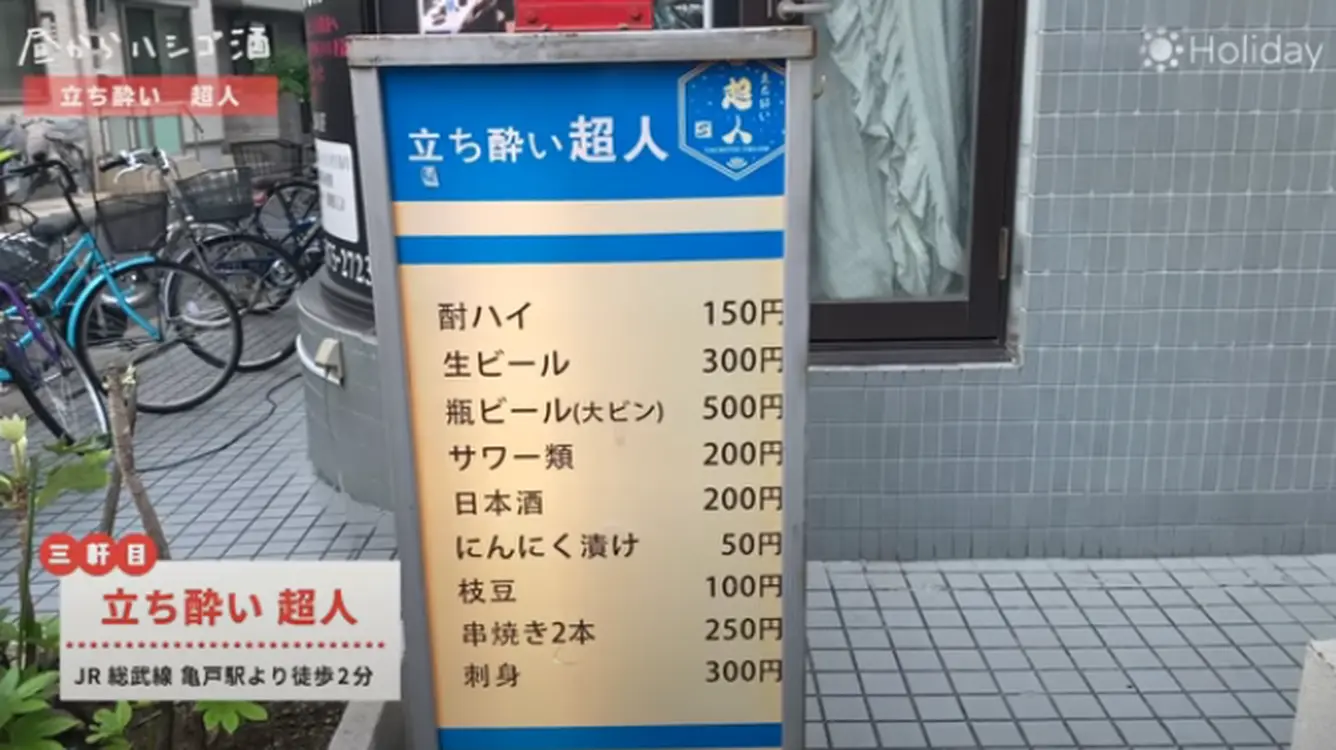 昼からハシゴ酒
立ち酔い 超人
Holiday
立ち酔い 超人
超人
酎ハイ 150円
生ビール 300円
瓶ビール(大ビン) 500円
サワー類 200円
日本酒 200円
にんにく漬け 50円
枝豆 100円
串焼き2本 250円
刺身 300円
三軒目
立ち酔い 超人
JR 総武線 亀戸駅より徒歩2分